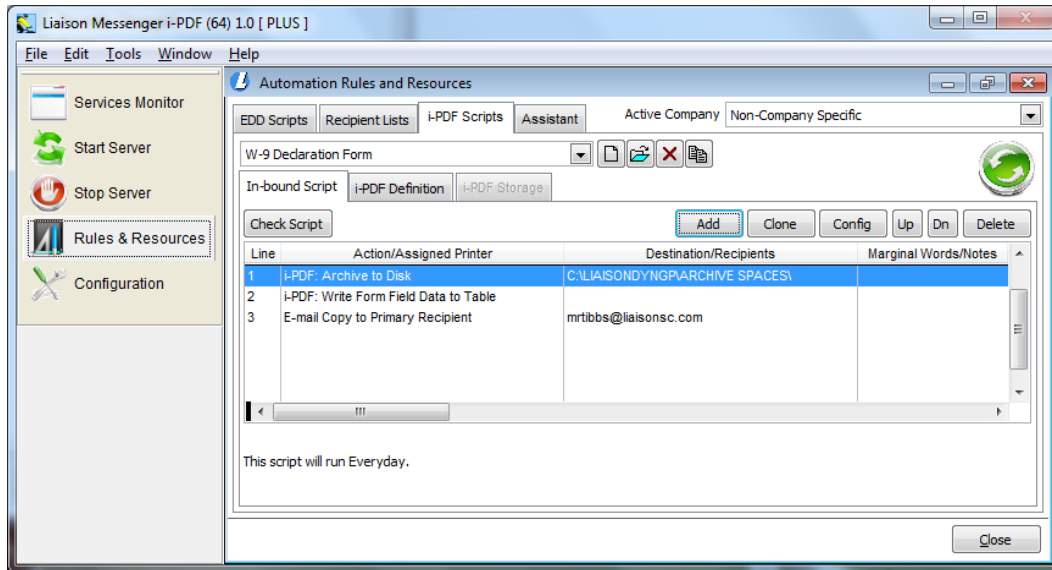 Liaison Messenger i-PDF (64) 1.0 [ PLUS ]
File Edit Tools Window Help
Services Monitor
Start Server
Stop Server
Rules & Resources
Configuration
Automation Rules and Resources
EDD Scripts Recipient Lists i-PDF Scripts Assistant Active Company Non-Company Specific
W-9 Declaration Form
In-bound Script i-PDF Definition i-PDF Storage
Check Script Add Clone Config Up Dn Delete
Line Action/Assigned Printer Destination/Recipients Marginal Words/Notes
1 i-PDF: Archive to Disk C:\LIAISONDYNGP\ARCHIVE SPACES\
2 i-PDF: Write Form Field Data to Table
3 E-mail Copy to Primary Recipient mrtibbs@liaisonsc.com
This script will run Everyday.
Close